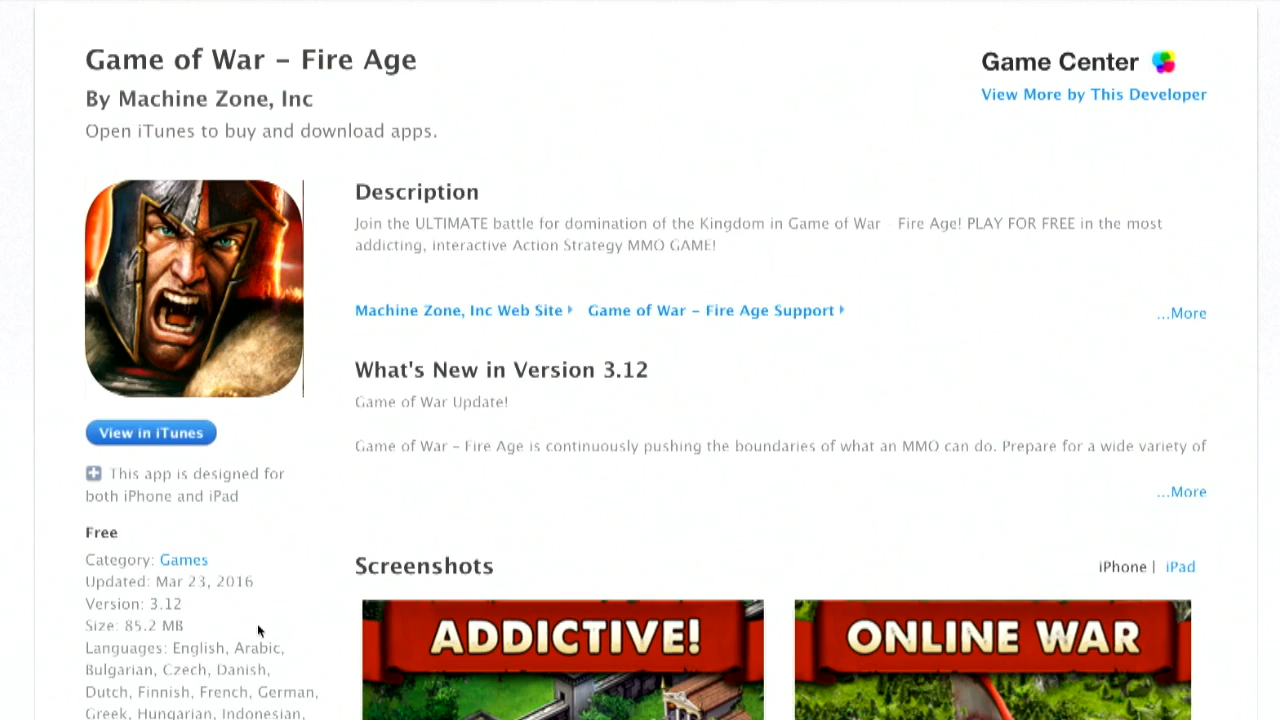 Game of War – Fire Age
By Machine Zone, Inc
Open iTunes to buy and download apps.
Game Center
View More by This Developer
Description
Join the ULTIMATE battle for domination of the Kingdom in Game of War Fire Age! PLAY FOR FREE in the most
addicting, interactive Action Strategy MMO GAME!
Machine Zone, Inc Web Site
Game of War – Fire Age Support
...More
What's New in Version 3.12
Game of War Update!
Game of War – Fire Age is continuously pushing the boundaries of what an MMO can do. Prepare for a wide variety of
...More
View in iTunes
This app is designed for
both iPhone and iPad
Free
Category: Games
Updated: Mar 23, 2016
Version: 3.12
Size: 85.2 MB
Languages: English, Arabic,
Bulgarian, Czech, Danish,
Dutch, Finnish, French, German,
Greek, Hungarian, Indonesian,
Screenshots
iPhone | iPad
ADDICTIVE!
ONLINE WAR